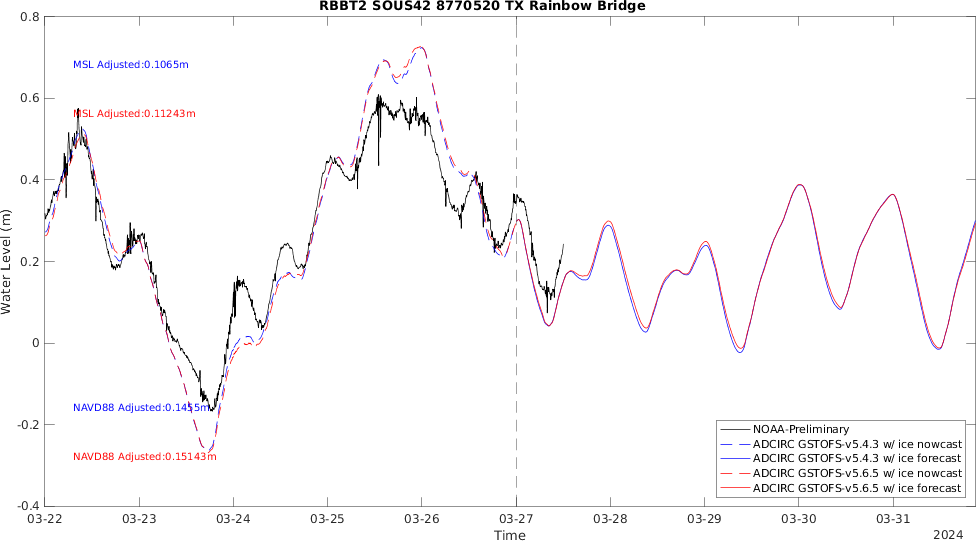 RBBT2 SOUS42 8770520 TX Rainbow Bridge
0.8
0.6
0.4
0.2
0
-0.2
-0.4
Water Level (m)
MSL Adjusted:0.1065m
MSL Adjusted:0.11243m
NAVD88 Adjusted:0.1455m
NAVD88 Adjusted:0.15143m
NOAA-Preliminary
ADCIRC GSTOFS-v5.4.3 w/ ice nowcast
ADCIRC GSTOFS-v5.4.3 w/ ice forecast
ADCIRC GSTOFS-v5.6.5 w/ ice nowcast
ADCIRC GSTOFS-v5.6.5 w/ ice forecast
03-22 03-23 03-24 03-25 03-26 03-27 03-28 03-29 03-30 03-31
Time
2024